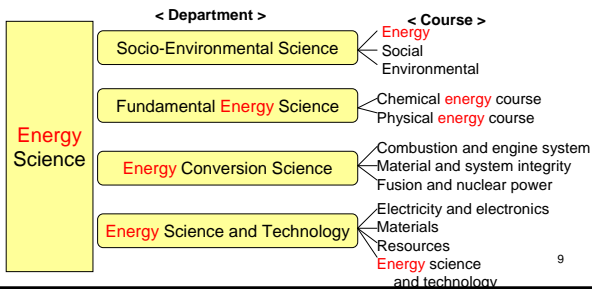 < Department >
< Course >
Energy
Science
Socio-Environmental Science
Energy
Social
Environmental
Fundamental Energy Science
Chemical energy course
Physical energy course
Energy Conversion Science
Combustion and engine system
Material and system integrity
Fusion and nuclear power
Energy Science and Technology
Electricity and electronics
Materials
Resources
Energy science
and technology
9